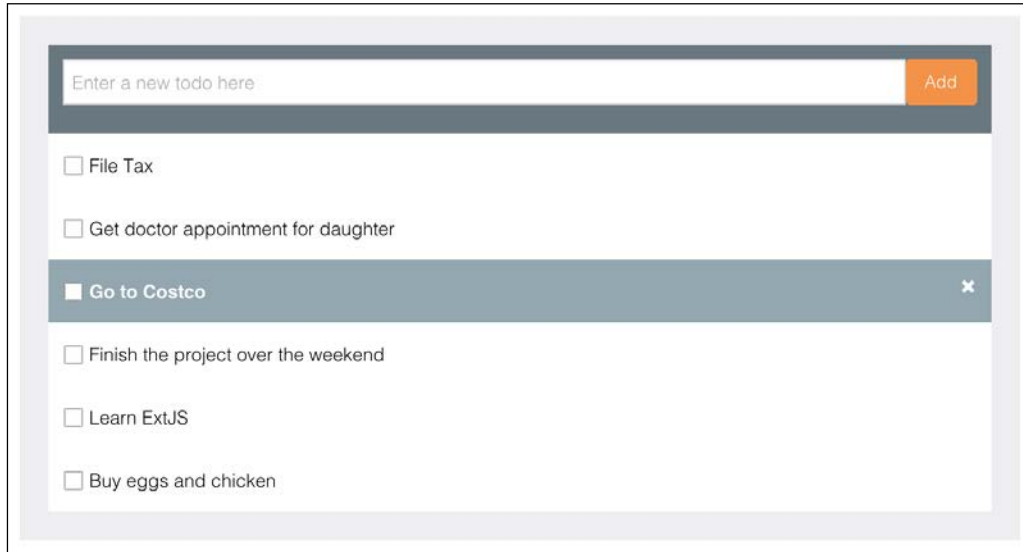 Enter a new todo here Add
File Tax
Get doctor appointment for daughter
Go to Costco
Finish the project over the weekend
Learn ExtJS
Buy eggs and chicken